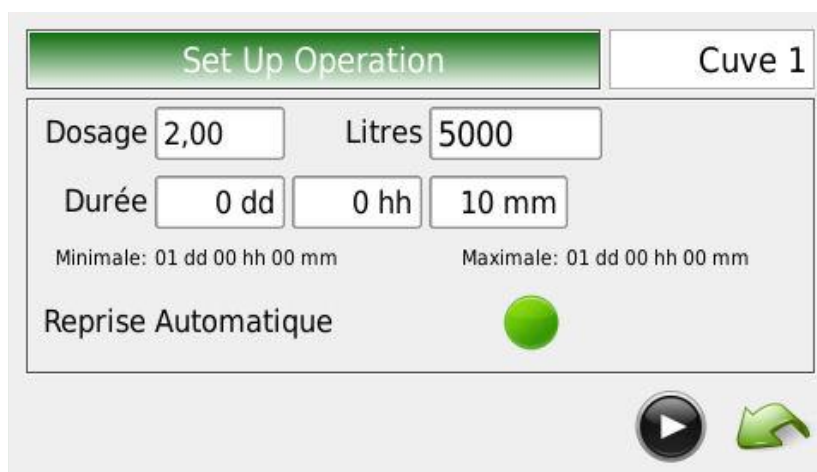 Set Up Operation Cuve 1
Dosage 2,00 Litres 5000
Durée 0 dd 0 hh 10 mm
Minimale: 01 dd 00 hh 00 mm Maximale: 01 dd 00 hh 00 mm
Reprise Automatique